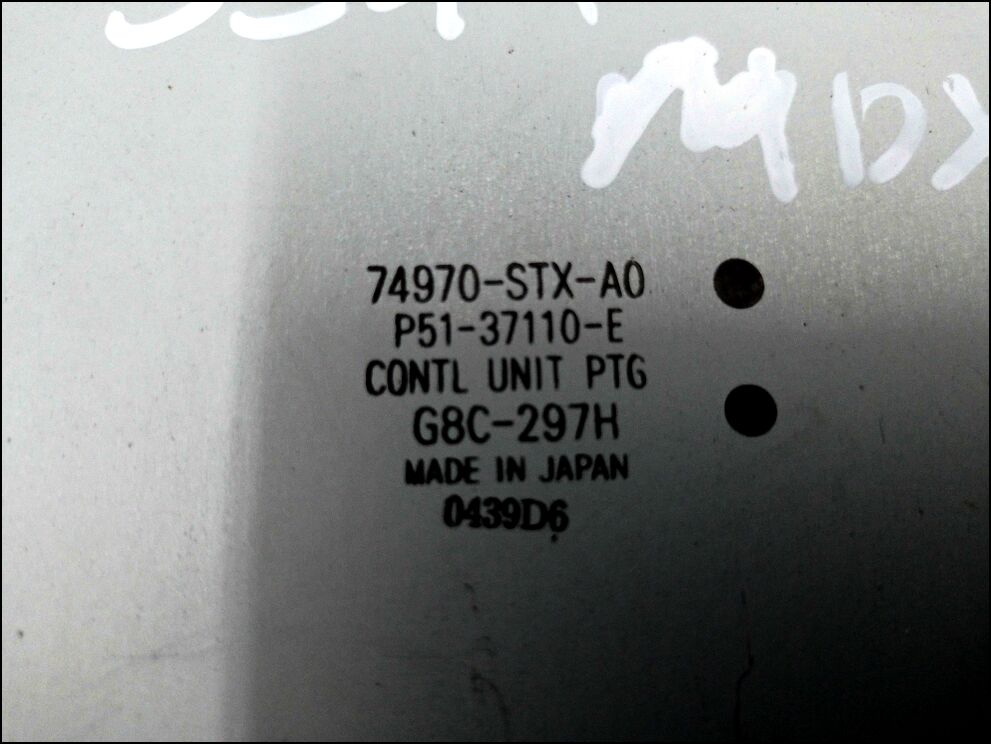 MDX
74970-STX-A0
P51-37110-E
CONTL UNIT PTG
G8C-297H
MADE IN JAPAN
0439D6